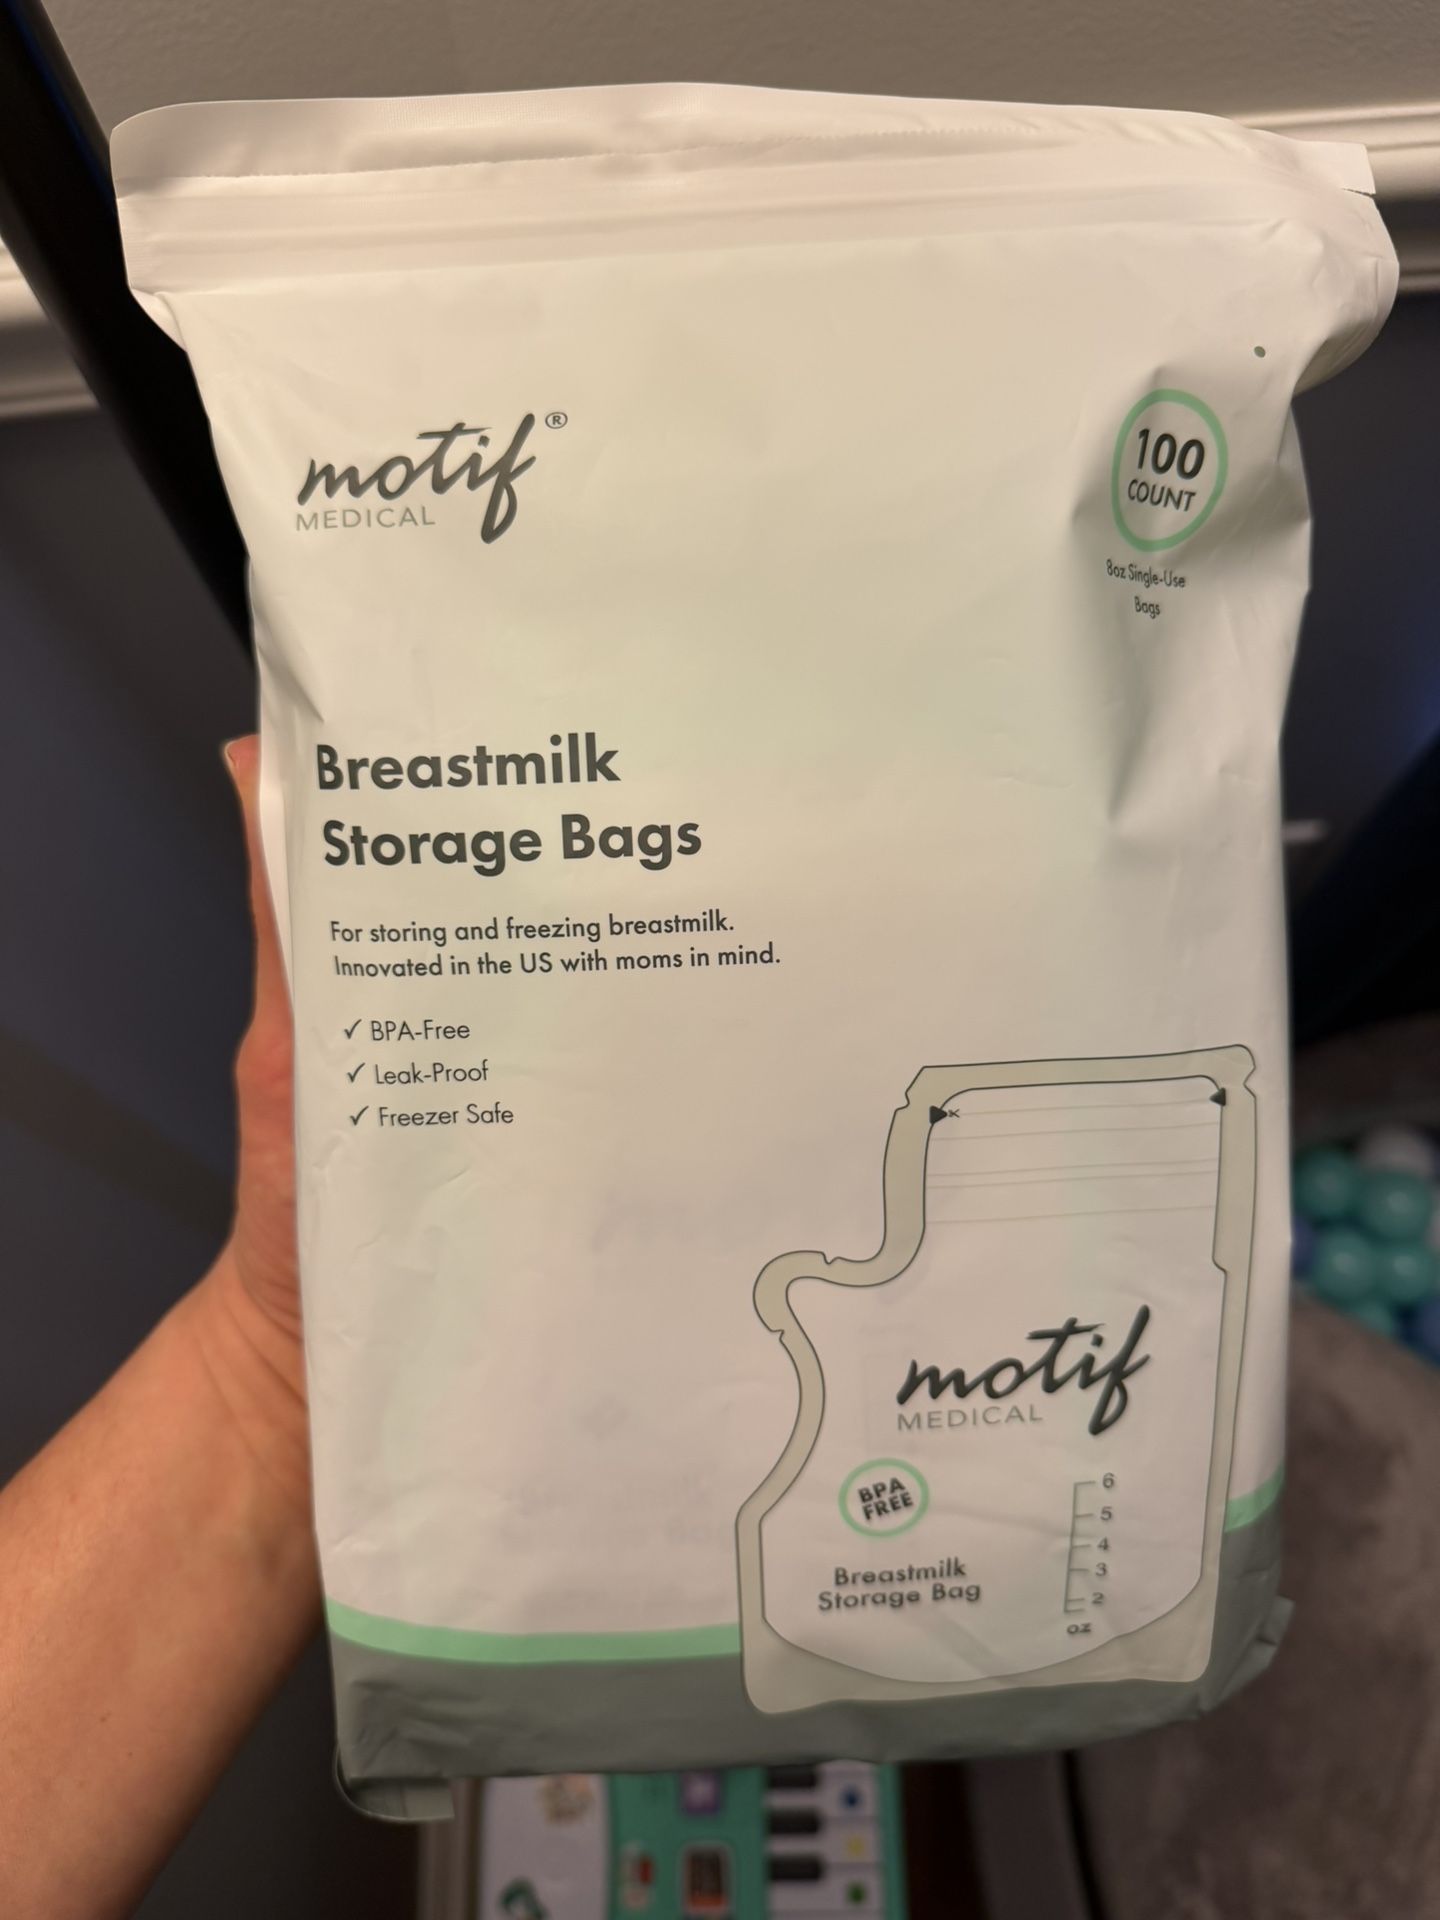 motif®
MEDICAL
100
COUNT
8oz Single-Use
Bags
Breastmilk
Storage Bags
For storing and freezing breastmilk.
Innovated in the US with moms in mind.
✓ BPA-Free
✓ Leak-Proof
✓ Freezer Safe
motif
MEDICAL
BPA
FREE
Breastmilk
Storage Bag
6
5
4
3
2
oz